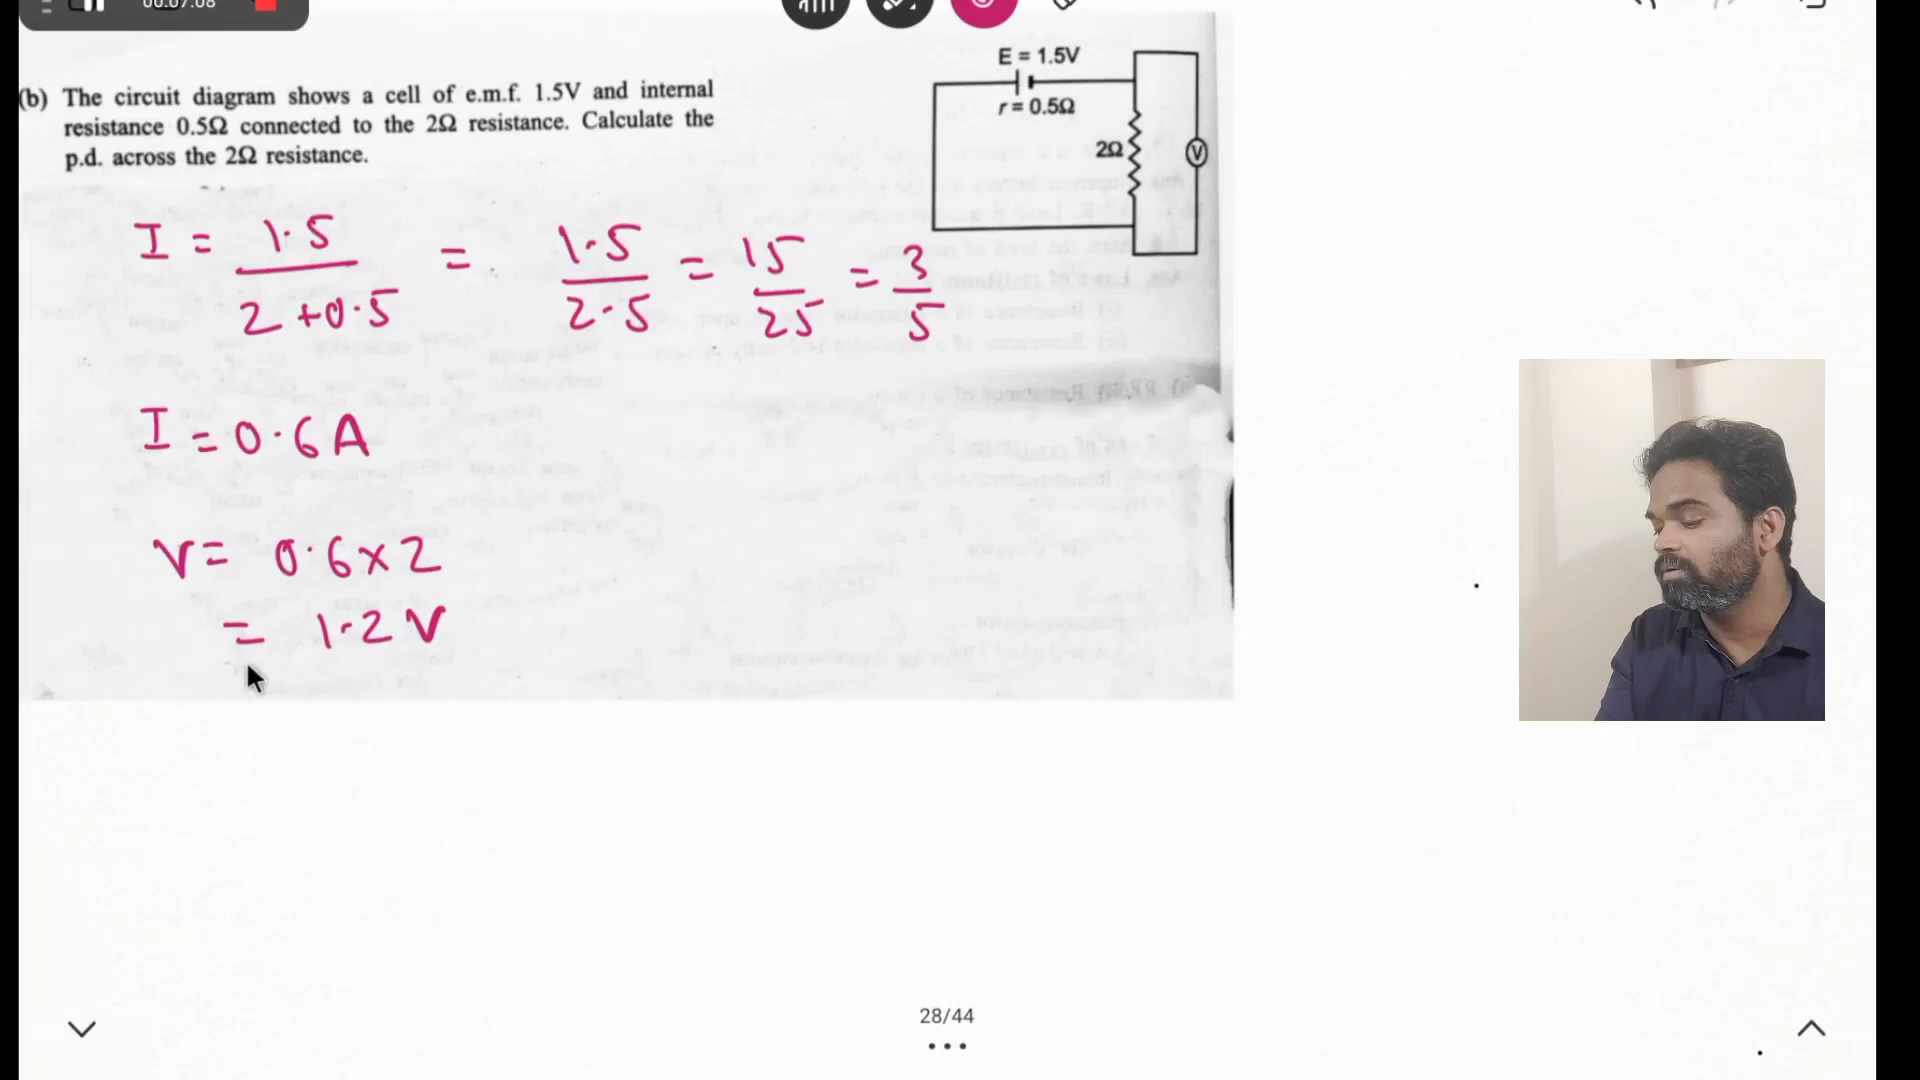 00:07:08
E = 1.5V
r = 0.5Ω
2Ω
V
(b) The circuit diagram shows a cell of e.m.f. 1.5V and internal
resistance 0.5Ω connected to the 2Ω resistance. Calculate the
p.d. across the 2Ω resistance.
I = 1.5 / 2+0.5 = 1.5 / 2.5 = 15 / 25 = 3 / 5
I = 0.6 A
V = 0.6 x 2
= 1.2 V
28/44